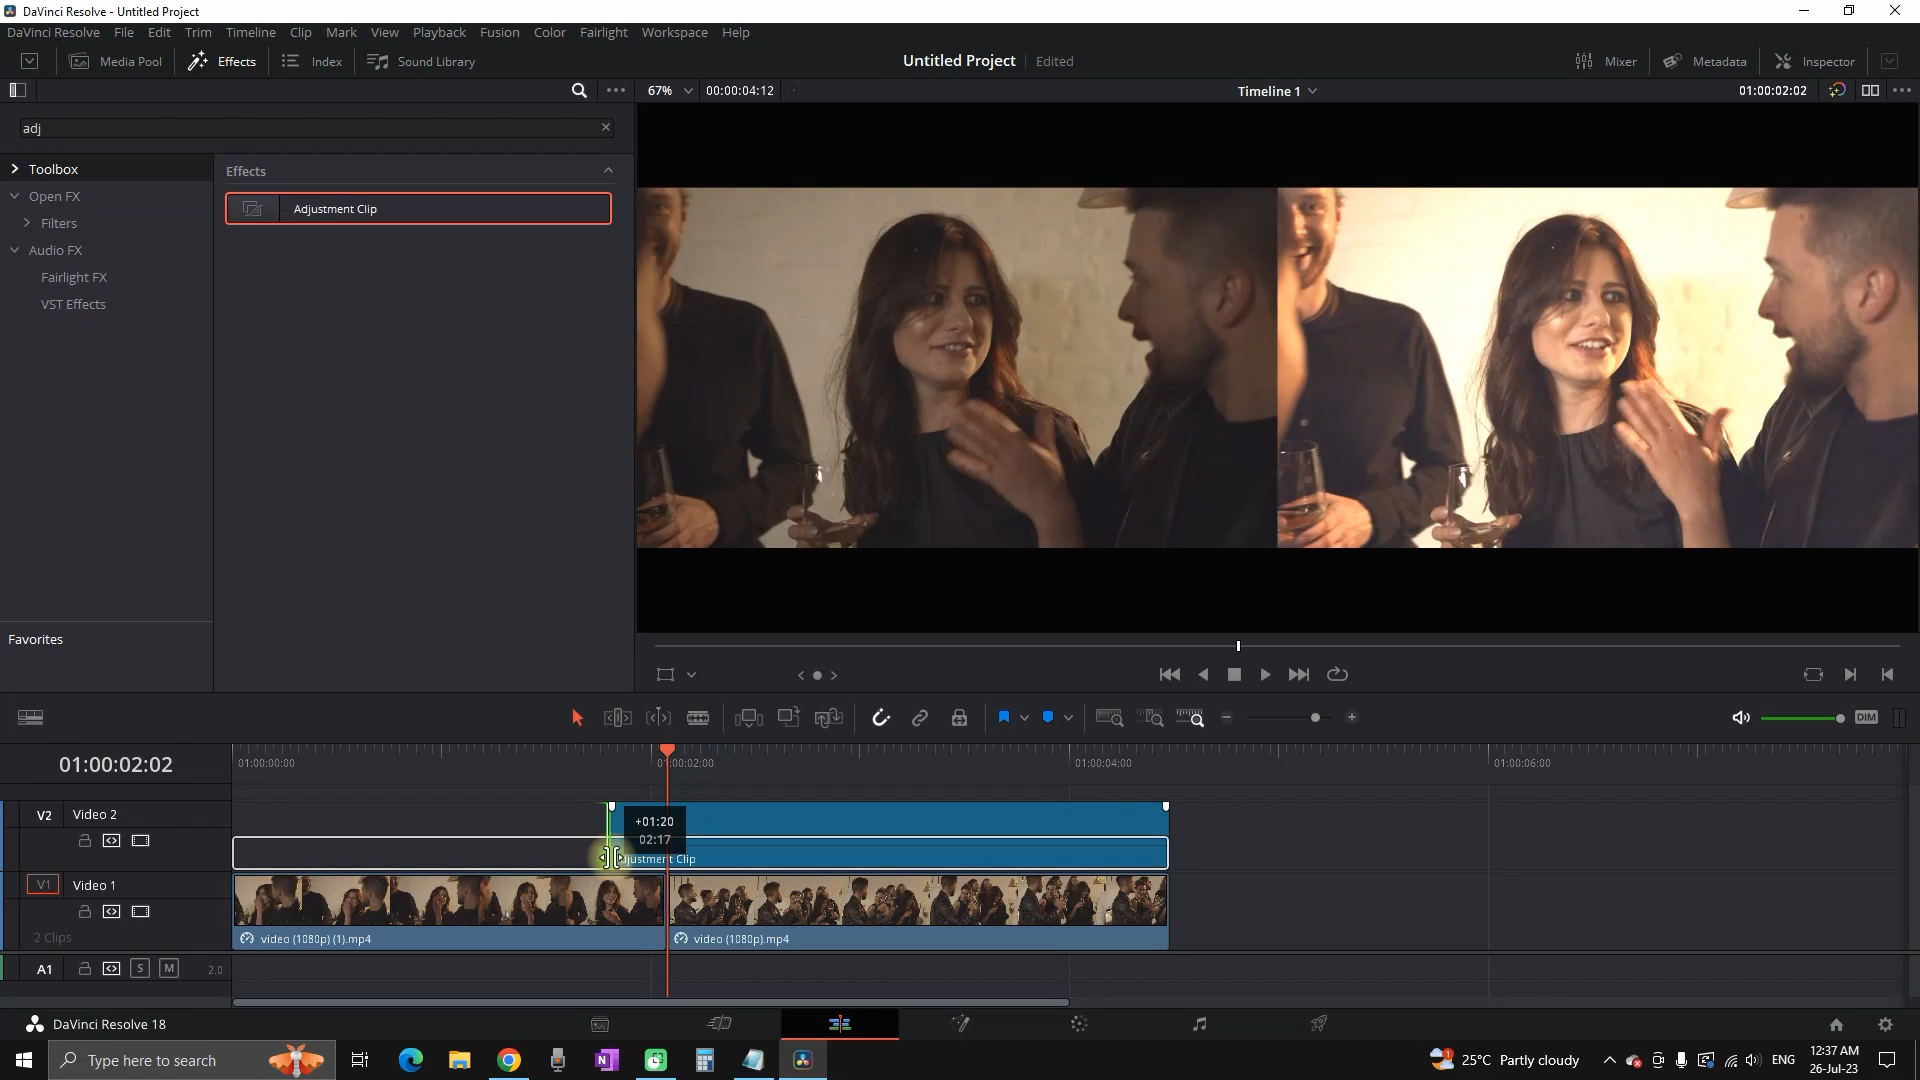 DaVinci Resolve - Untitled Project
DaVinci Resolve File Edit Trim Timeline Clip Mark View Playback Fusion Color Fairlight Workspace Help
Media Pool Effects Index Sound Library Untitled Project Edited Mixer Metadata Inspector
67% 00:00:04:12 Timeline 1 01:00:02:02
adj
Toolbox
Open FX
Filters
Audio FX
Fairlight FX
VST Effects
Favorites
Effects
Adjustment Clip
DIM
01:00:02:02
01:00:00:00 01:00:02:00 01:00:04:00 01:00:06:00
V2 Video 2
+01:20
02:17
justment Clip
V1 Video 1
2 Clips
video (1080p) (1).mp4 video (1080p).mp4
A1 S M 2.0
DaVinci Resolve 18
Type here to search
25°C Partly cloudy ENG
12:37 AM
26-Jul-23